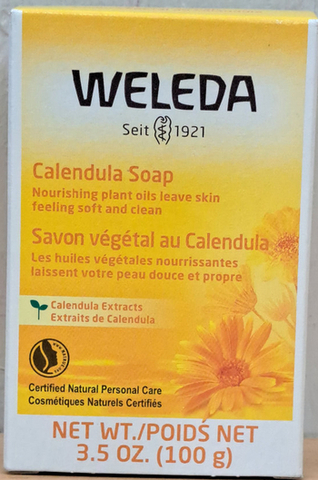 WELEDA
Seit 1921
Calendula Soap
Nourishing plant oils leave skin
feeling soft and clean
Savon végétal au Calendula
Les huiles végétales nourrissantes
laissent votre peau douce et propre
Calendula Extracts
Extraits de Calendula
Certified Natural Personal Care
Cosmétiques Naturels Certifiés
NET WT./POIDS NET
3.5 OZ. (100 g)